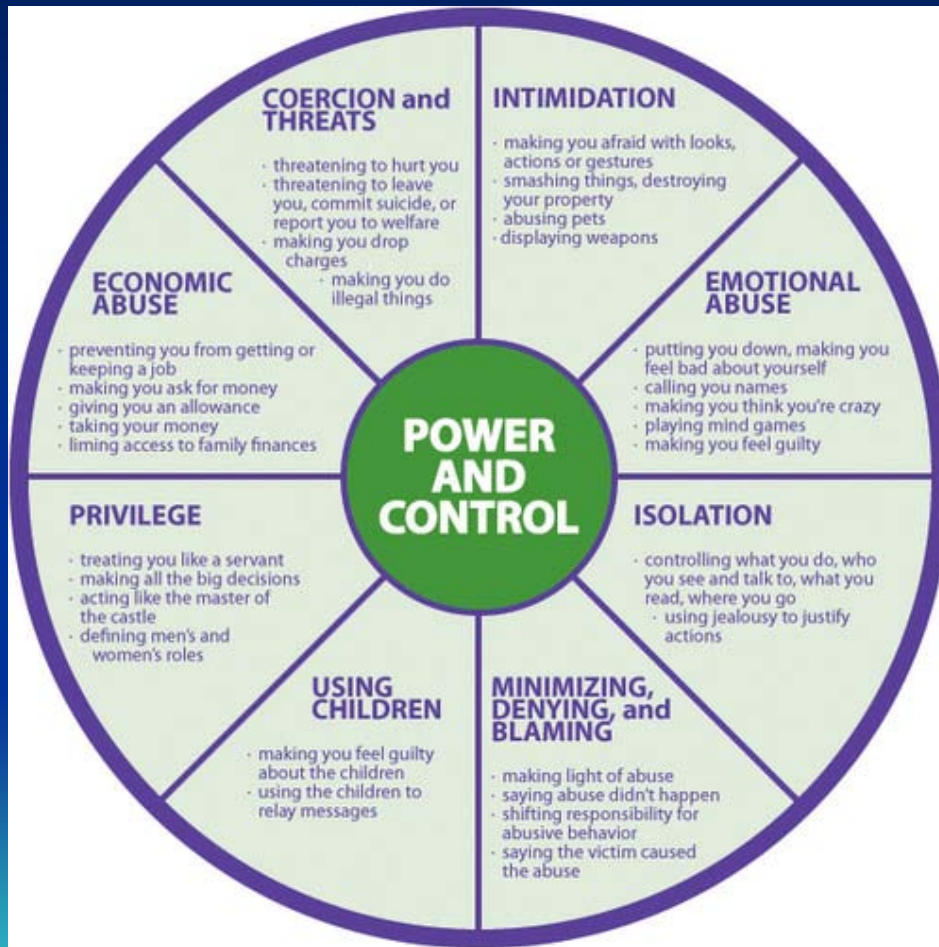 COERCION and
THREATS
· threatening to hurt you
· threatening to leave
you, commit suicide, or
report you to welfare
· making you drop
charges
· making you do
illegal things
INTIMIDATION
· making you afraid with looks,
actions or gestures
· smashing things, destroying
your property
· abusing pets
· displaying weapons
EMOTIONAL
ABUSE
· putting you down, making you
feel bad about yourself
· calling you names
· making you think you're crazy
· playing mind games
· making you feel guilty
ISOLATION
· controlling what you do, who
you see and talk to, what you
read, where you go
· using jealousy to justify
actions
MINIMIZING,
DENYING, and
BLAMING
· making light of abuse
· saying abuse didn't happen
· shifting responsibility for
abusive behavior
· saying the victim caused
the abuse
USING
CHILDREN
· making you feel guilty
about the children
· using the children to
relay messages
PRIVILEGE
· treating you like a servant
· making all the big decisions
· acting like the master of
the castle
· defining men's and
women's roles
ECONOMIC
ABUSE
· preventing you from getting or
keeping a job
· making you ask for money
· giving you an allowance
· taking your money
· liming access to family finances
POWER
AND
CONTROL